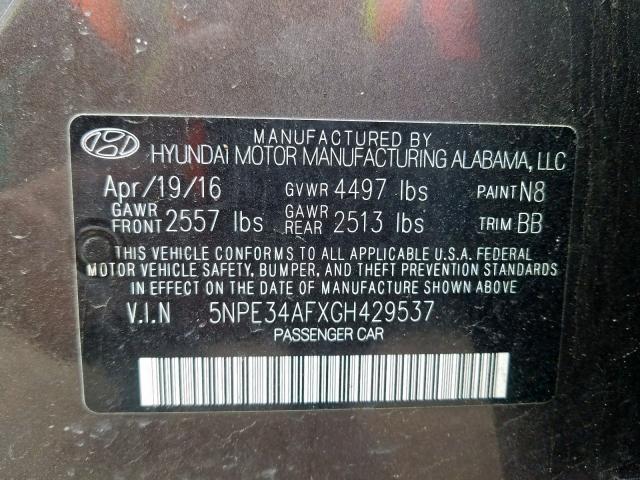 MANUFACTURED BY
HYUNDAI MOTOR MANUFACTURING ALABAMA, LLC
Apr/19/16 GVWR 4497 lbs PAINT N8
GAWR FRONT 2557 lbs GAWR REAR 2513 lbs TRIM BB
THIS VEHICLE CONFORMS TO ALL APPLICABLE U.S.A. FEDERAL
MOTOR VEHICLE SAFETY, BUMPER, AND THEFT PREVENTION
STANDARDS IN EFFECT ON THE DATE OF MANUFACTURE SHOWN ABOVE.
V.I.N 5NPE34AFXGH429537
PASSENGER CAR